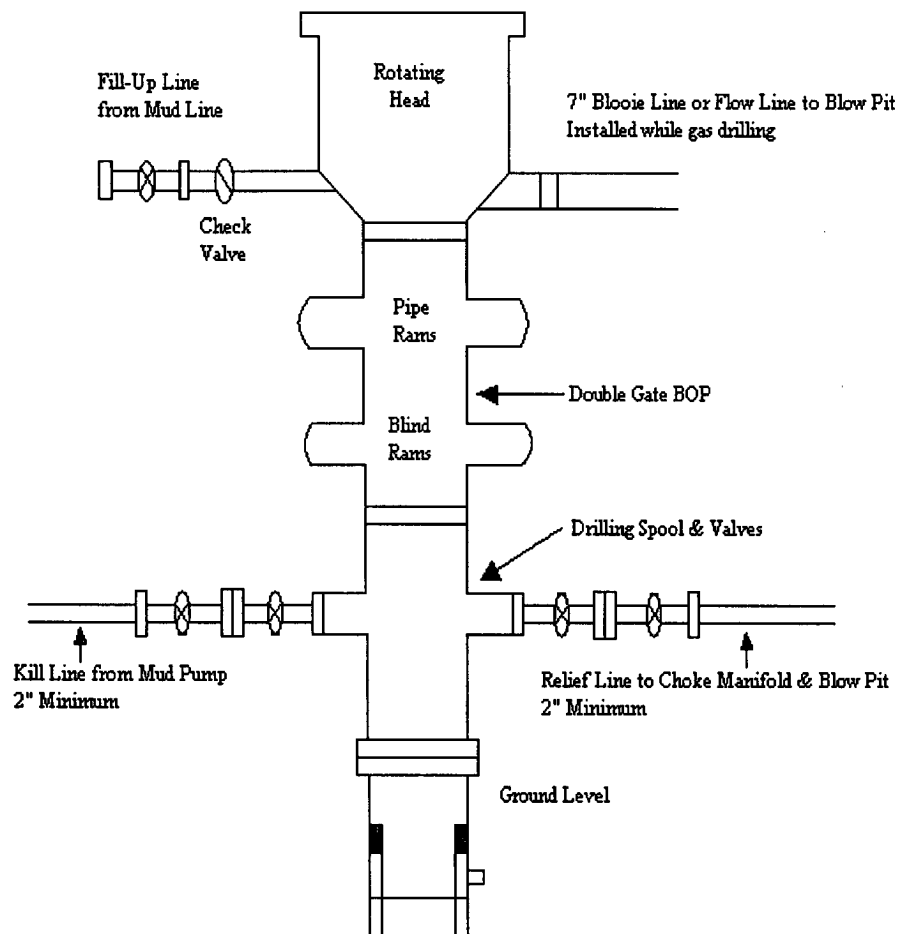 Rotating
Head
Fill-Up Line
from Mud Line
7" Blooie Line or Flow Line to Blow Pit
Installed while gas drilling
Check
Valve
Pipe
Rams
Double Gate BOP
Blind
Rams
Drilling Spool & Valves
Kill Line from Mud Pump
2" Minimum
Relief Line to Choke Manifold & Blow Pit
2" Minimum
Ground Level